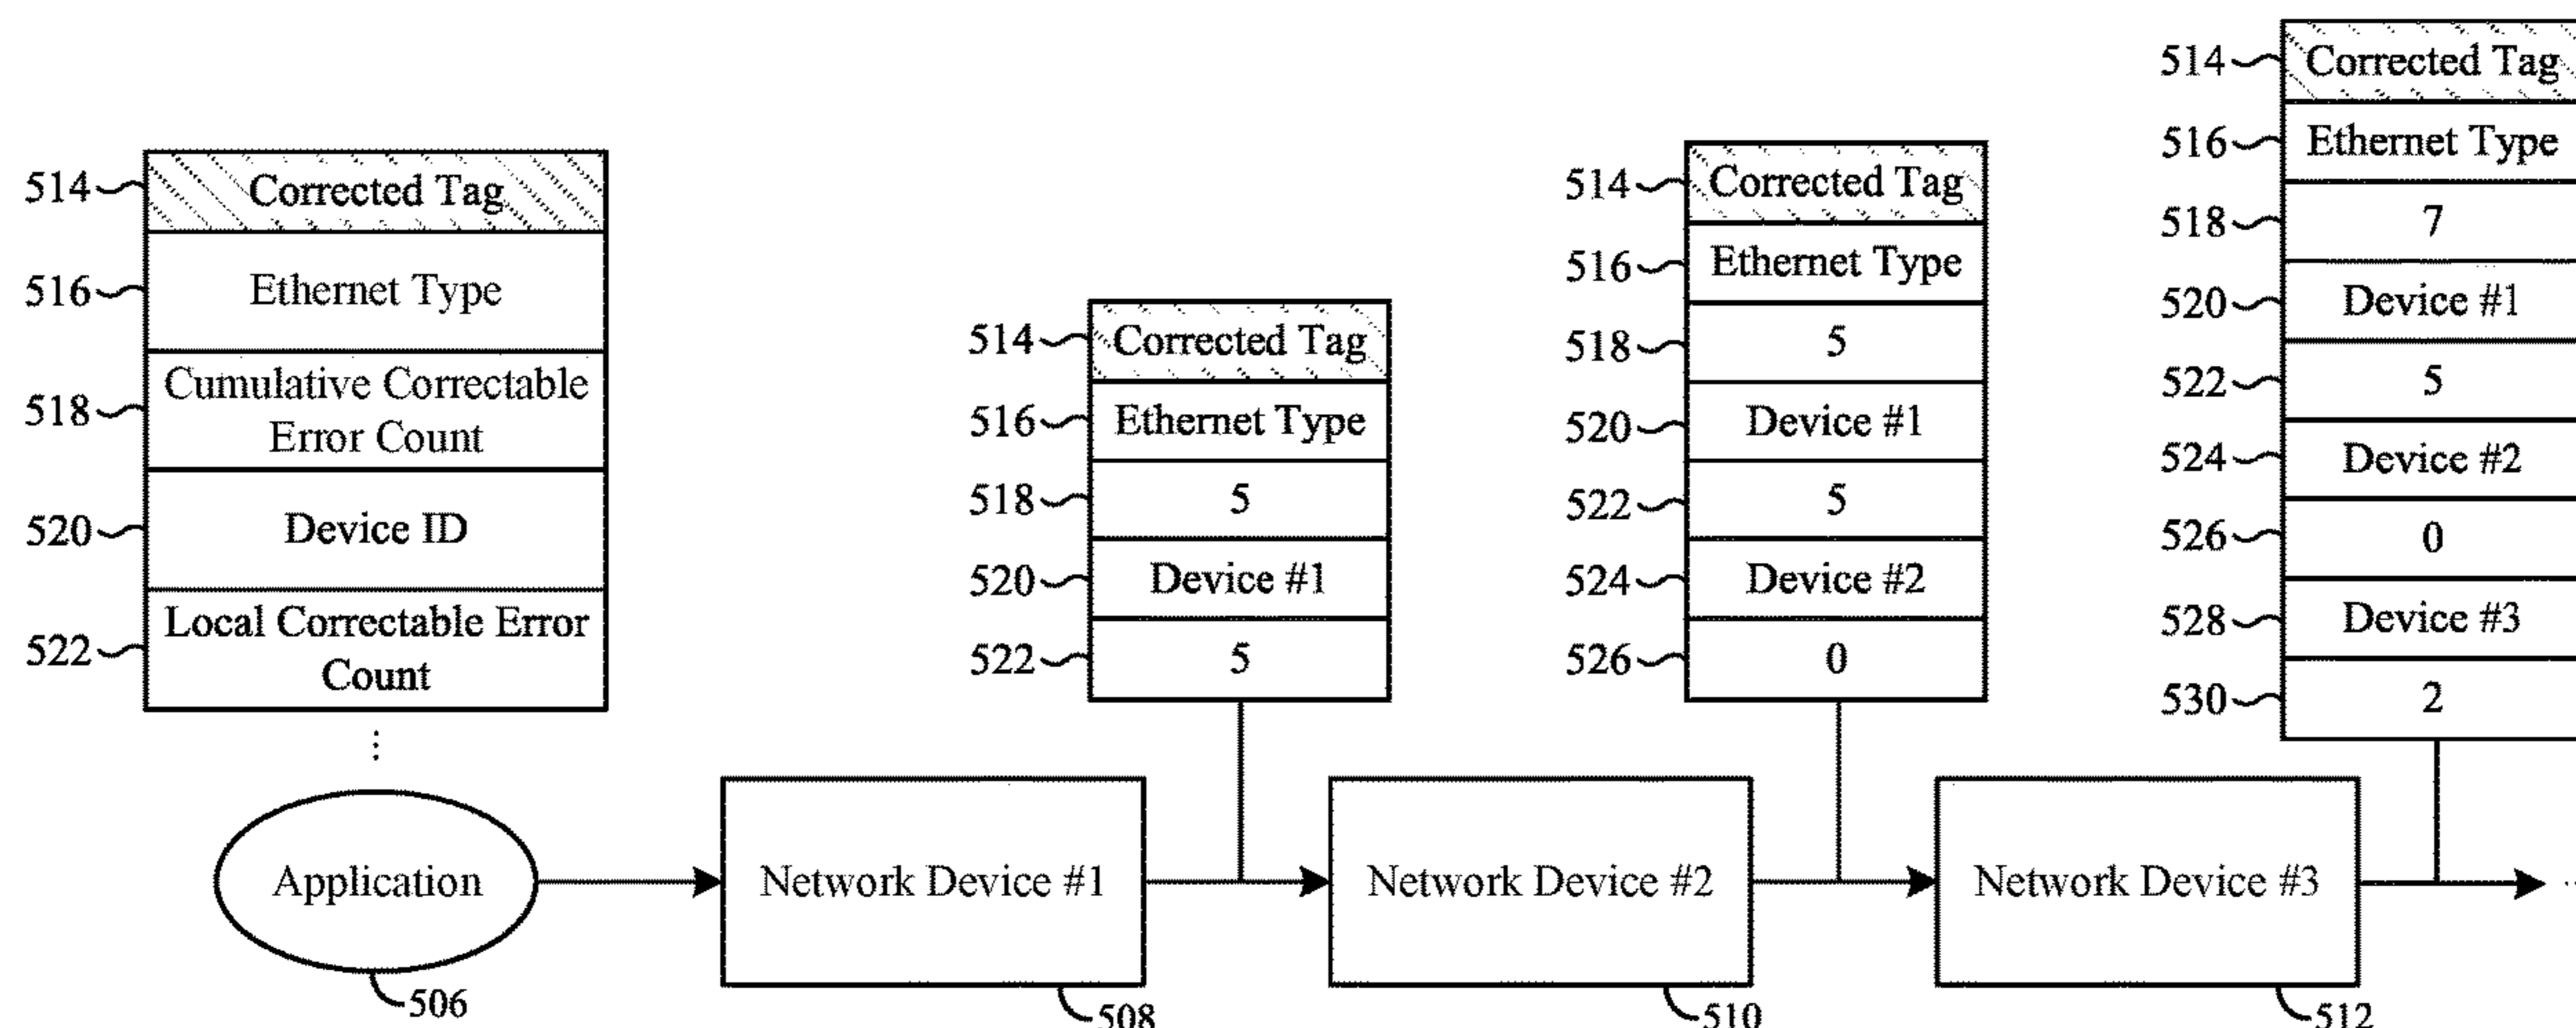 514 Corrected Tag
516 Ethernet Type
518 Cumulative Correctable
Error Count
520 Device ID
522 Local Correctable Error
Count
⋮
514 Corrected Tag
516 Ethernet Type
518 5
520 Device #1
522 5
514 Corrected Tag
516 Ethernet Type
518 5
520 Device #1
522 5
524 Device #2
526 0
514 Corrected Tag
516 Ethernet Type
518 7
520 Device #1
522 5
524 Device #2
526 0
528 Device #3
530 2
Application
506
Network Device #1
508
Network Device #2
510
Network Device #3
512